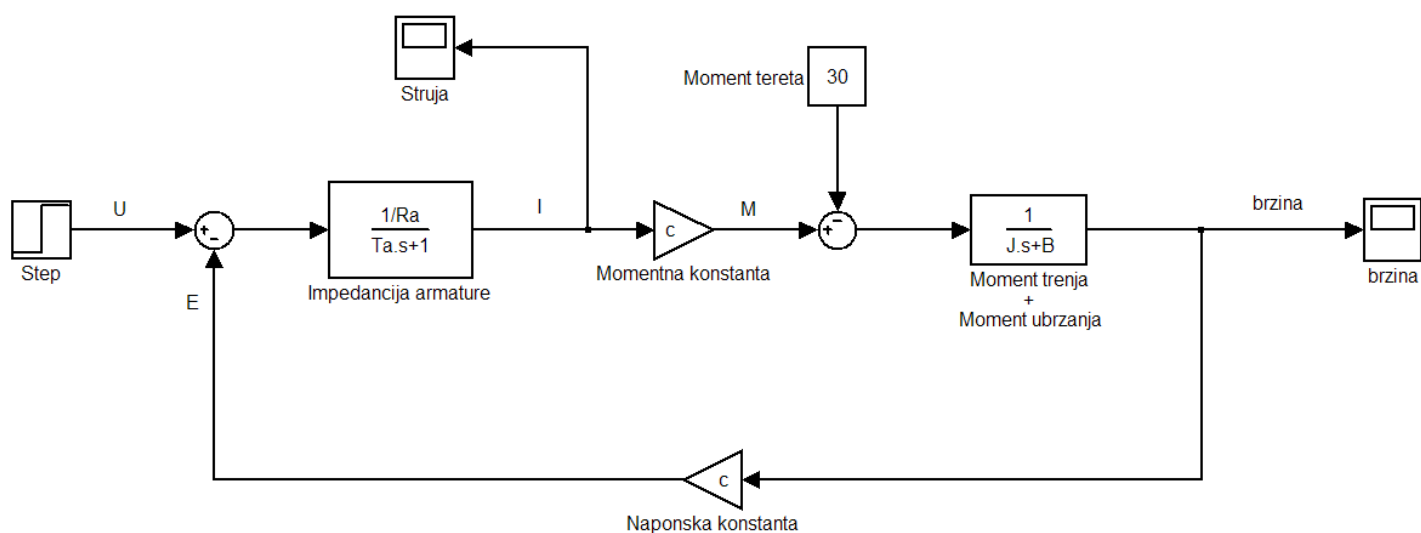 Struja
Moment tereta
30
U
Step
+
-
1/Ra
Ta.s+1
Impedancija armature
I
c
M
Momentna konstanta
-
+
1
J.s+B
Moment trenja
+
Moment ubrzanja
brzina
brzina
E
c
Naponska konstanta